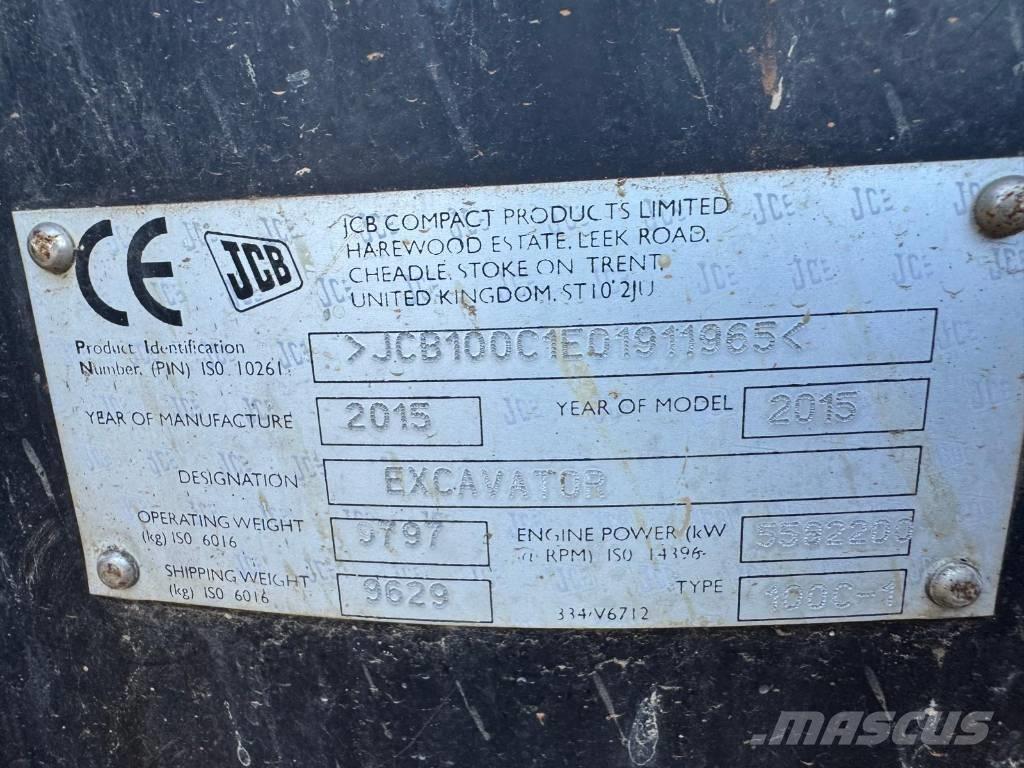 CE
JCB
JCB COMPACT PRODUCTS LIMITED
HAREWOOD ESTATE, LEEK ROAD,
CHEADLE, STOKE ON TRENT,
UNITED KINGDOM, ST10 2JU
Product Identification
Number, (PIN) ISO 10261
>JCB100C1E01911965<
YEAR OF MANUFACTURE 2015 YEAR OF MODEL 2015
DESIGNATION EXCAVATOR
OPERATING WEIGHT
(kg) ISO 6016
9797
ENGINE POWER (kW
RPM) ISO 14396
SHIPPING WEIGHT
(kg) ISO 6016
9629
TYPE 100C-1
334/V6712
MASCUS